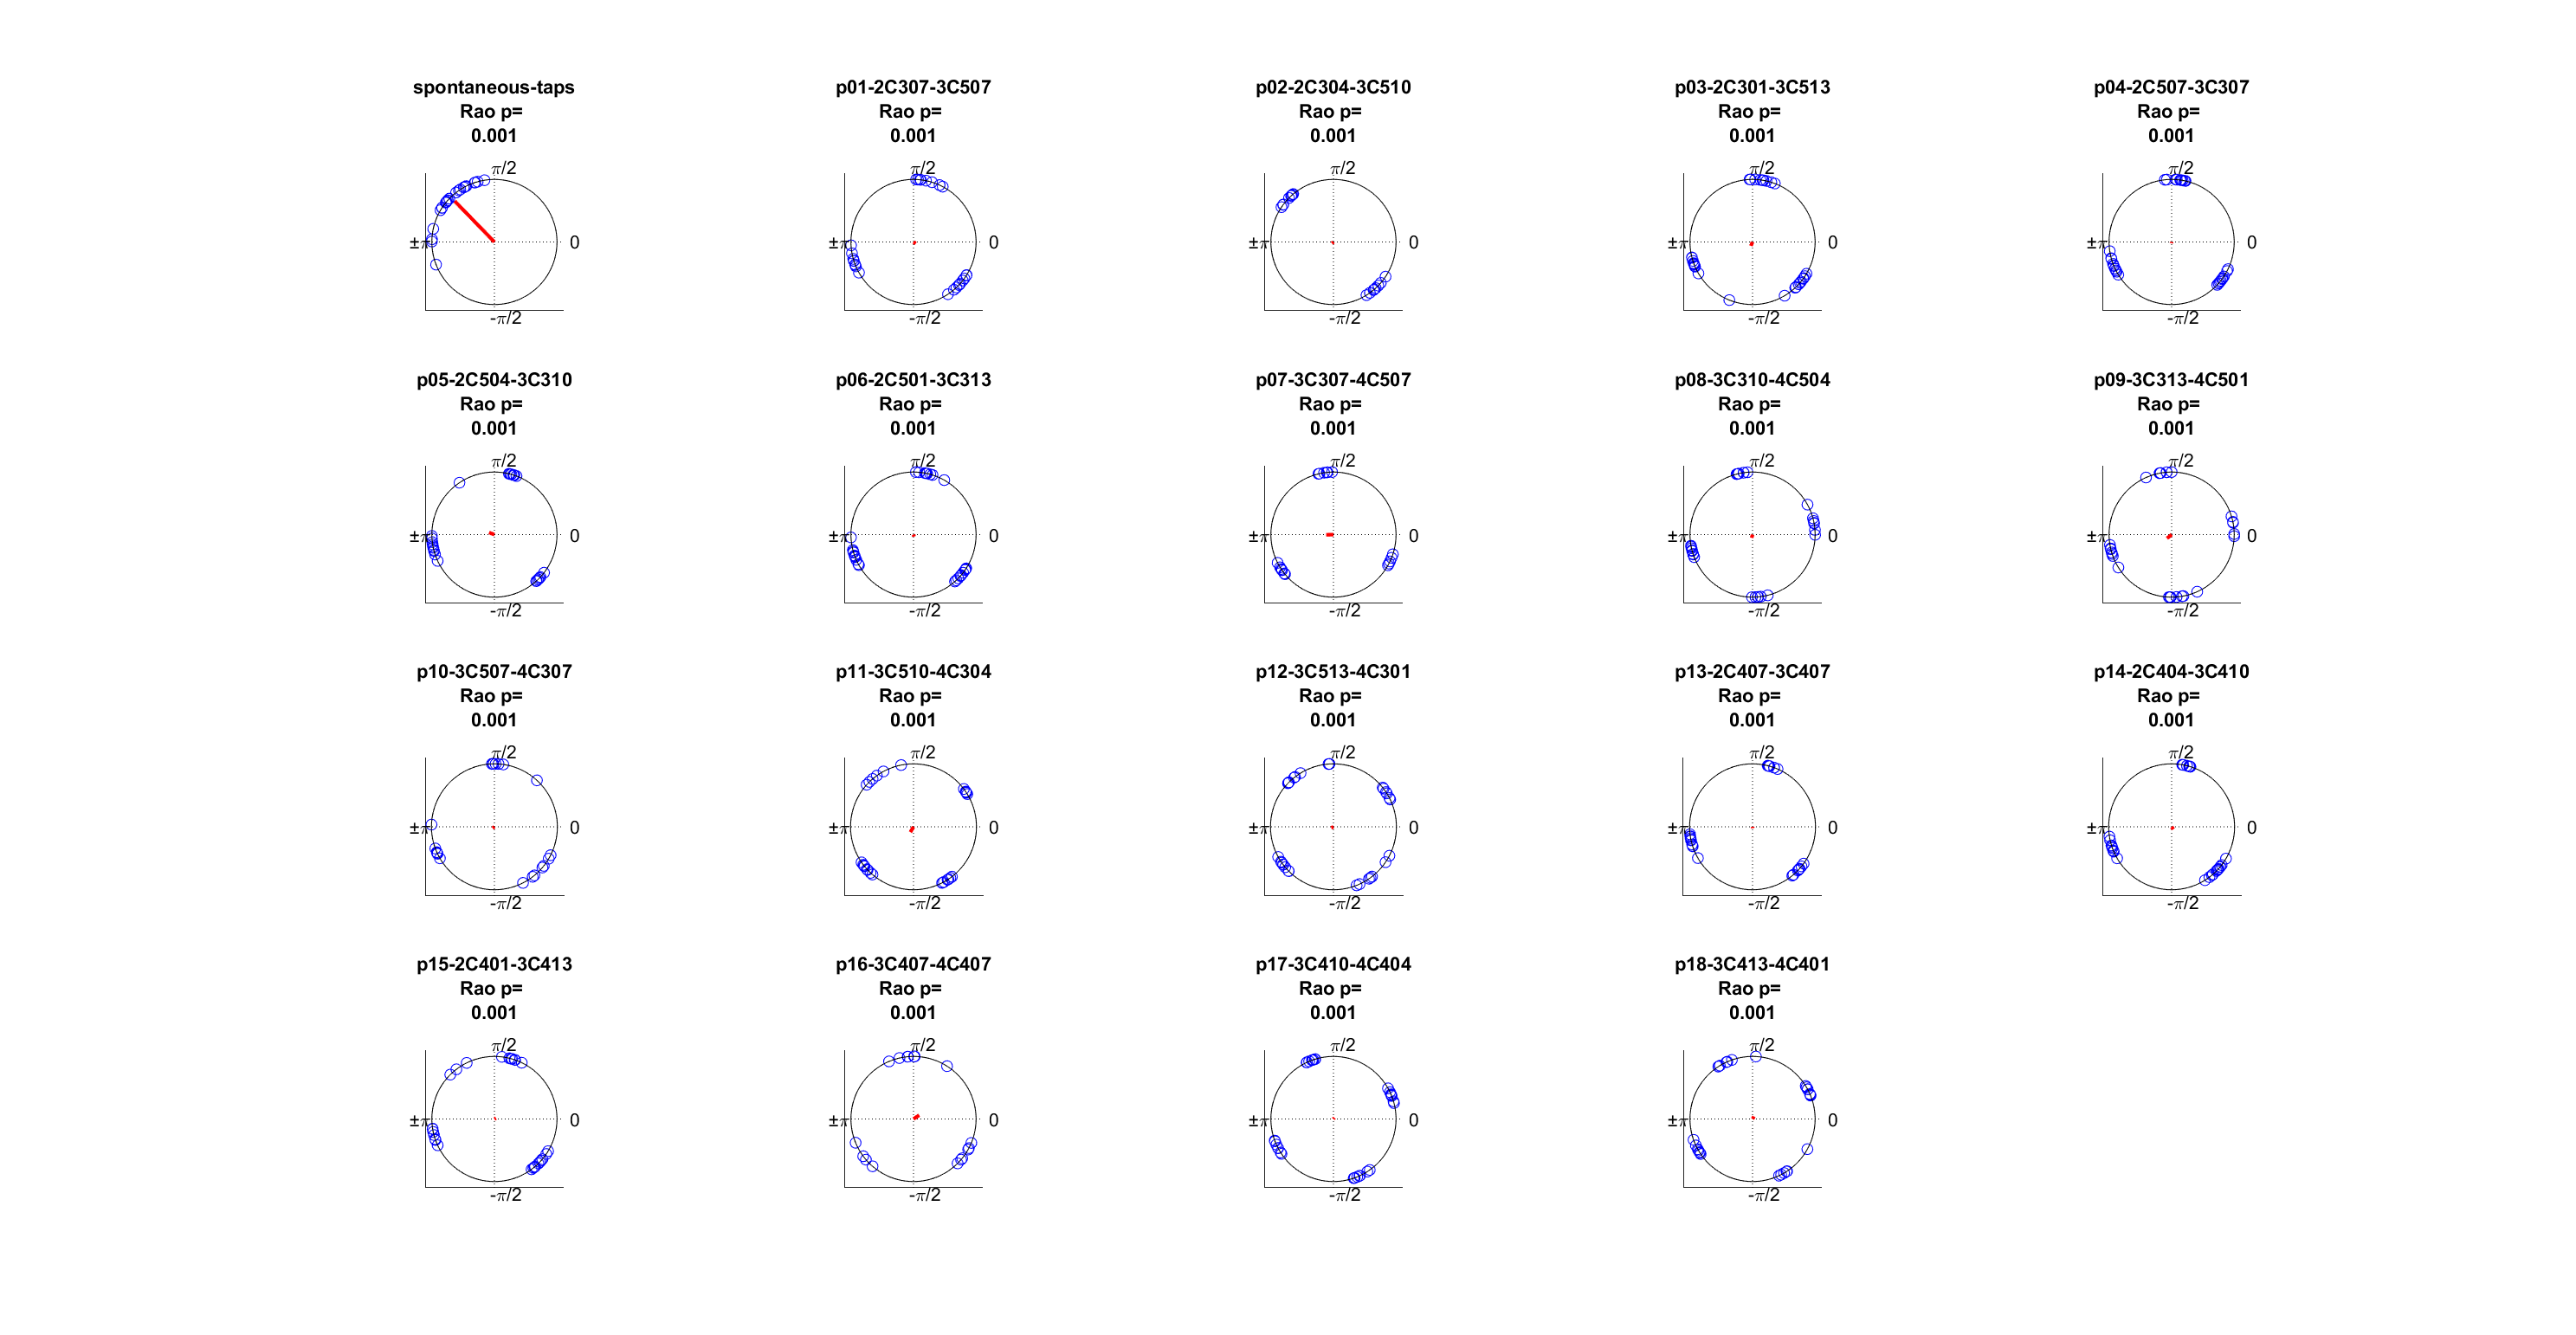 spontaneous-taps
Rao p=
0.001
π/2
±π
0
-π/2
p01-2C307-3C507
Rao p=
0.001
π/2
±π
0
-π/2
p02-2C304-3C510
Rao p=
0.001
π/2
±π
0
-π/2
p03-2C301-3C513
Rao p=
0.001
π/2
±π
0
-π/2
p04-2C507-3C307
Rao p=
0.001
π/2
±π
0
-π/2
p05-2C504-3C310
Rao p=
0.001
π/2
±π
0
-π/2
p06-2C501-3C313
Rao p=
0.001
π/2
±π
0
-π/2
p07-3C307-4C507
Rao p=
0.001
π/2
±π
0
-π/2
p08-3C310-4C504
Rao p=
0.001
π/2
±π
0
-π/2
p09-3C313-4C501
Rao p=
0.001
π/2
±π
0
-π/2
p10-3C507-4C307
Rao p=
0.001
π/2
±π
0
-π/2
p11-3C510-4C304
Rao p=
0.001
π/2
±π
0
-π/2
p12-3C513-4C301
Rao p=
0.001
π/2
±π
0
-π/2
p13-2C407-3C407
Rao p=
0.001
π/2
±π
0
-π/2
p14-2C404-3C410
Rao p=
0.001
π/2
±π
0
-π/2
p15-2C401-3C413
Rao p=
0.001
π/2
±π
0
-π/2
p16-3C407-4C407
Rao p=
0.001
π/2
±π
0
-π/2
p17-3C410-4C404
Rao p=
0.001
π/2
±π
0
-π/2
p18-3C413-4C401
Rao p=
0.001
π/2
±π
0
-π/2